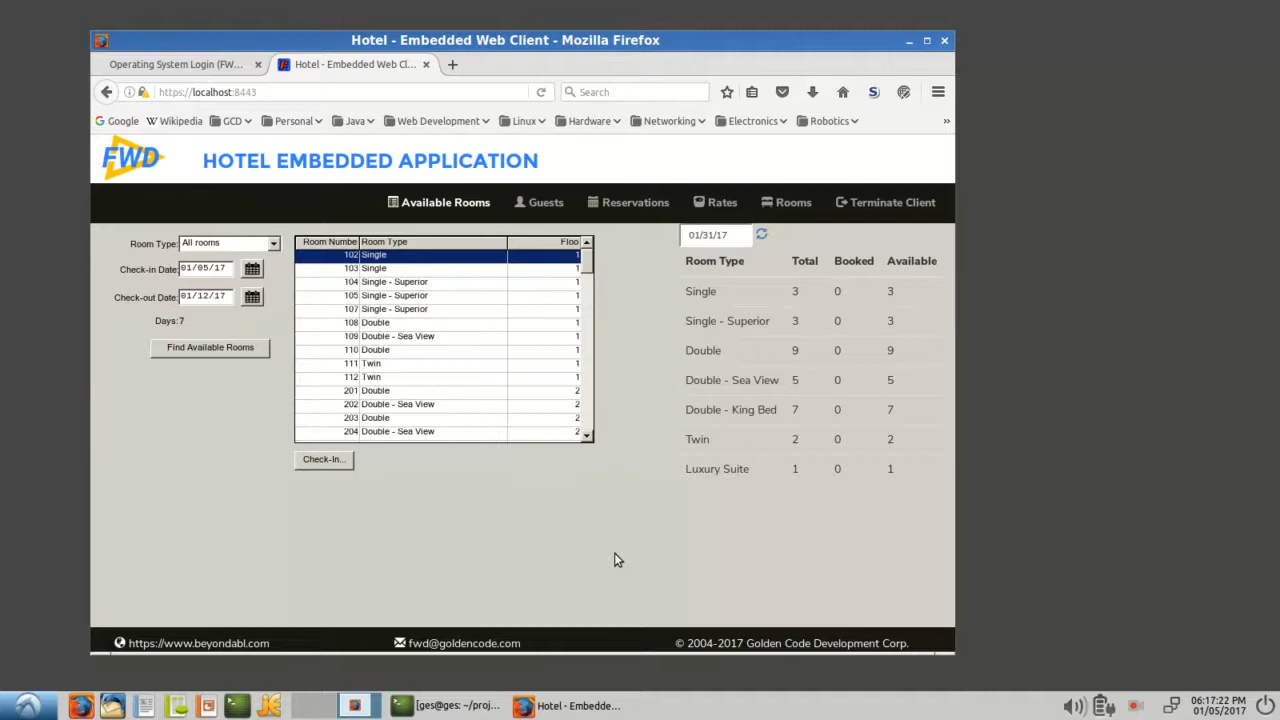 Hotel - Embedded Web Client - Mozilla Firefox
Operating System Login (FW... Hotel - Embedded Web Cl...
https://localhost:8443 Search
Google Wikipedia GCD Personal Java Web Development Linux Hardware Networking Electronics Robotics »
FWD HOTEL EMBEDDED APPLICATION
Available Rooms Guests Reservations Rates Rooms Terminate Client
Room Type: All rooms
Check-in Date: 01/05/17
Check-out Date: 01/12/17
Days:7
Find Available Rooms
Room Numbe Room Type Floo
102 Single 1
103 Single 1
104 Single - Superior 1
105 Single - Superior 1
107 Single - Superior 1
108 Double 1
109 Double - Sea View 1
110 Double 1
111 Twin 1
112 Twin 1
201 Double 2
202 Double - Sea View 2
203 Double 2
204 Double - Sea View 2
Check-In...
01/31/17
Room Type Total Booked Available
Single 3 0 3
Single - Superior 3 0 3
Double 9 0 9
Double - Sea View 5 0 5
Double - King Bed 7 0 7
Twin 2 0 2
Luxury Suite 1 0 1
https://www.beyondabl.com fwd@goldencode.com © 2004-2017 Golden Code Development Corp.
[ges@ges: ~/proj... Hotel - Embedde... 06:17:22 PM
01/05/2017